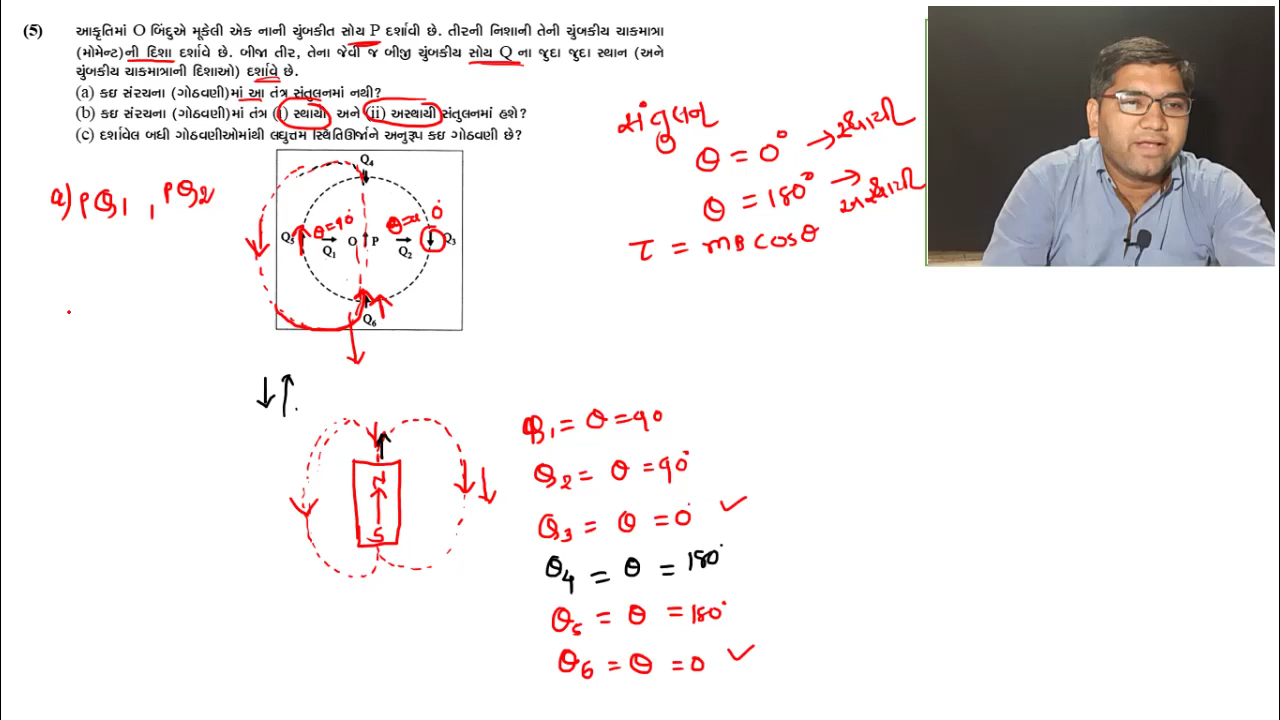 (5) આકૃતિમાં O બિંદુએ મૂકેલી એક નાની ચુંબકીત સોય P દર્શાવી છે. તીરની નિશાની તેની ચુંબકીય ચાકમાત્રા
(મોમેન્ટ)ની દિશા દર્શાવે છે. બીજા તીર, તેના જેવી જ બીજી ચુંબકીય સોય Q ના જુદા જુદા સ્થાન (અને
ચુંબકીય ચાકમાત્રાની દિશાઓ) દર્શાવે છે.
(a) કઇ સંરચના (ગોઠવણી)માં આ તંત્ર સંતુલનમાં નથી?
(b) કઇ સંરચના (ગોઠવણી)માં તંત્ર (i) સ્થાયી અને (ii) અસ્થાયી સંતુલનમાં હશે?
(c) દર્શાવેલ બધી ગોઠવણીઓમાંથી લઘુત્તમ સ્થિતિઊર્જાને અનુરૂપ કઇ ગોઠવણી છે?
સંતુલન
θ = 0° → સ્થાયી
θ = 180° → અસ્થાયી
τ = mB cosθ
a) PQ1 , PQ2
Q4
Q5 θ=90° O P 0° Q3
Q1 Q2
Q6
N
S
Q1 = θ = 90
Q2 = θ = 90°
Q3 = θ = 0° ✓
Q4 = θ = 180°
Q5 = θ = 180°
Q6 = θ = 0 ✓